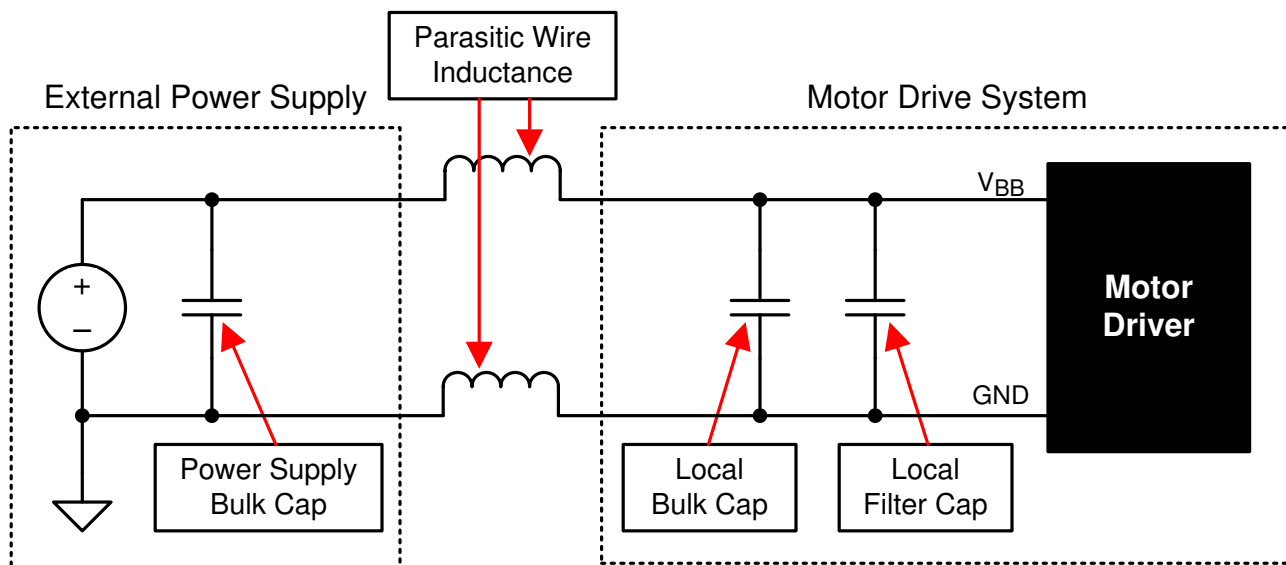 Parasitic Wire
Inductance
External Power Supply
Motor Drive System
VBB
+
–
Motor
Driver
GND
Power Supply
Bulk Cap
Local
Bulk Cap
Local
Filter Cap